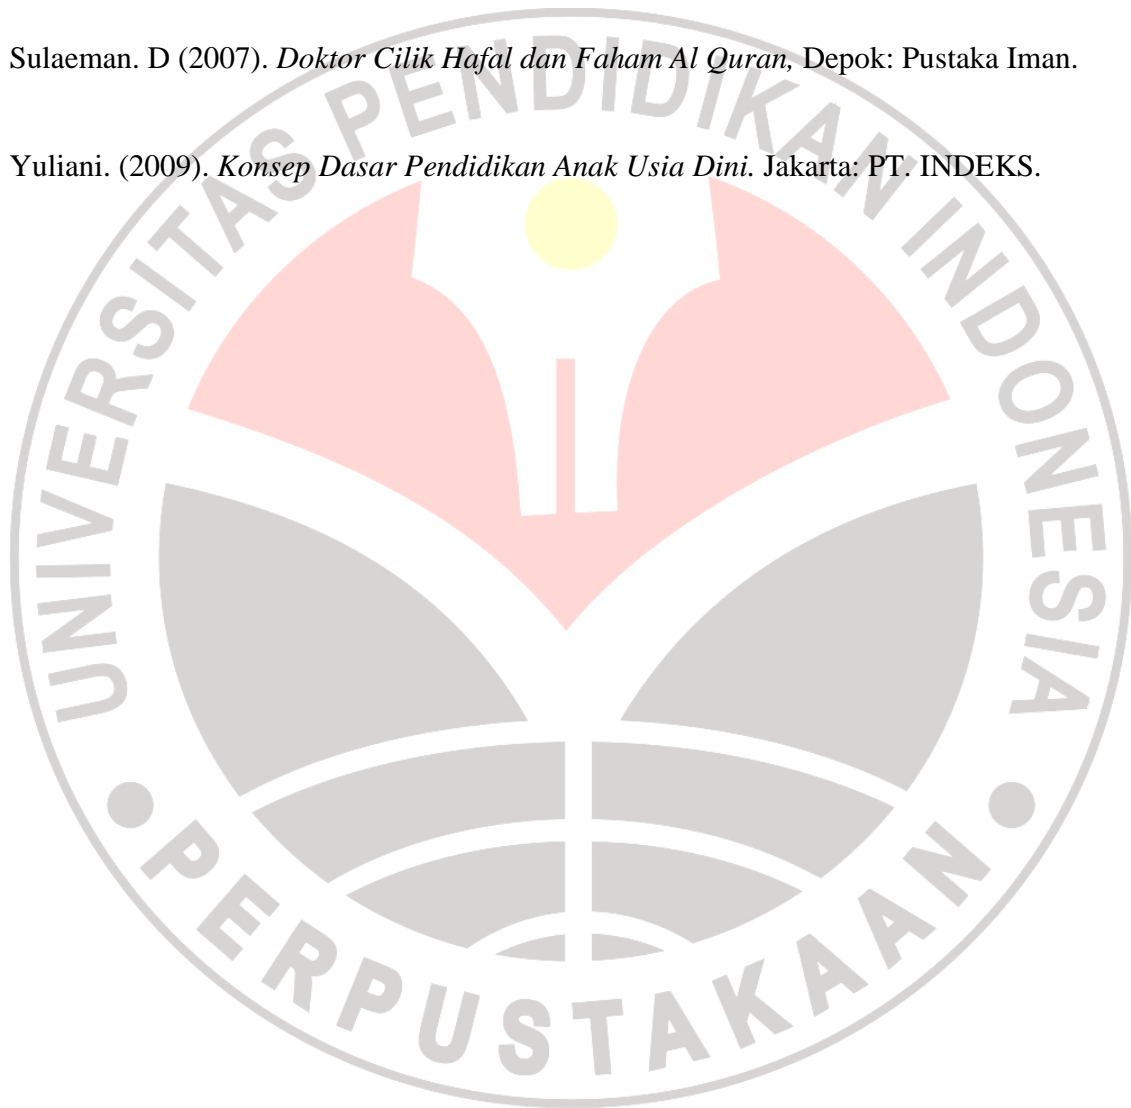 Sulaeman. D (2007). Doktor Cilik Hafal dan Faham Al Quran, Depok: Pustaka Iman.
Yuliani. (2009). Konsep Dasar Pendidikan Anak Usia Dini. Jakarta: PT. INDEKS.
UNIVERSITAS PENDIDIKAN INDONESIA
PERPUSTAKAAN